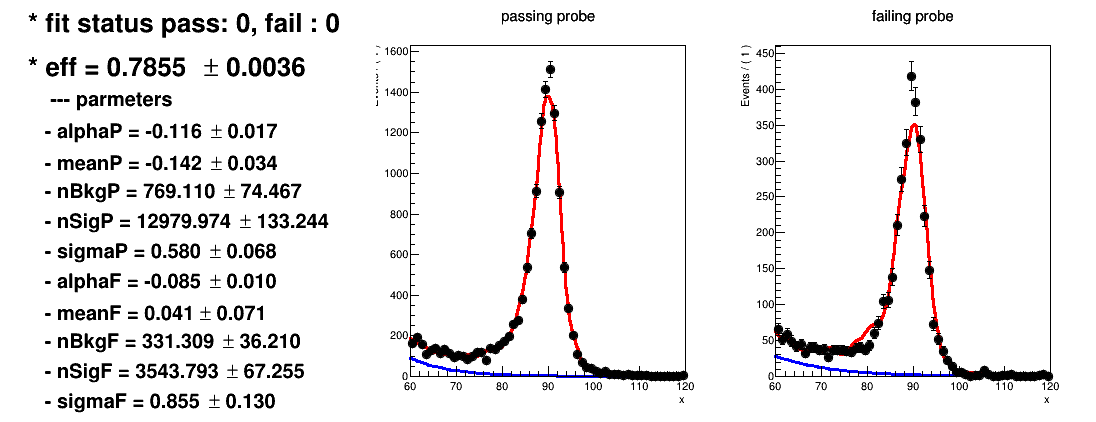 * fit status pass: 0, fail : 0
* eff = 0.7855 ± 0.0036
--- parmeters
- alphaP = -0.116 ± 0.017
- meanP = -0.142 ± 0.034
- nBkgP = 769.110 ± 74.467
- nSigP = 12979.974 ± 133.244
- sigmaP = 0.580 ± 0.068
- alphaF = -0.085 ± 0.010
- meanF = 0.041 ± 0.071
- nBkgF = 331.309 ± 36.210
- nSigF = 3543.793 ± 67.255
- sigmaF = 0.855 ± 0.130
passing probe
1600
1400
1200
1000
800
600
400
200
0
60 70 80 90 100 110 120
x
failing probe
Events / ( 1 )
450
400
350
300
250
200
150
100
50
0
60 70 80 90 100 110 120
x